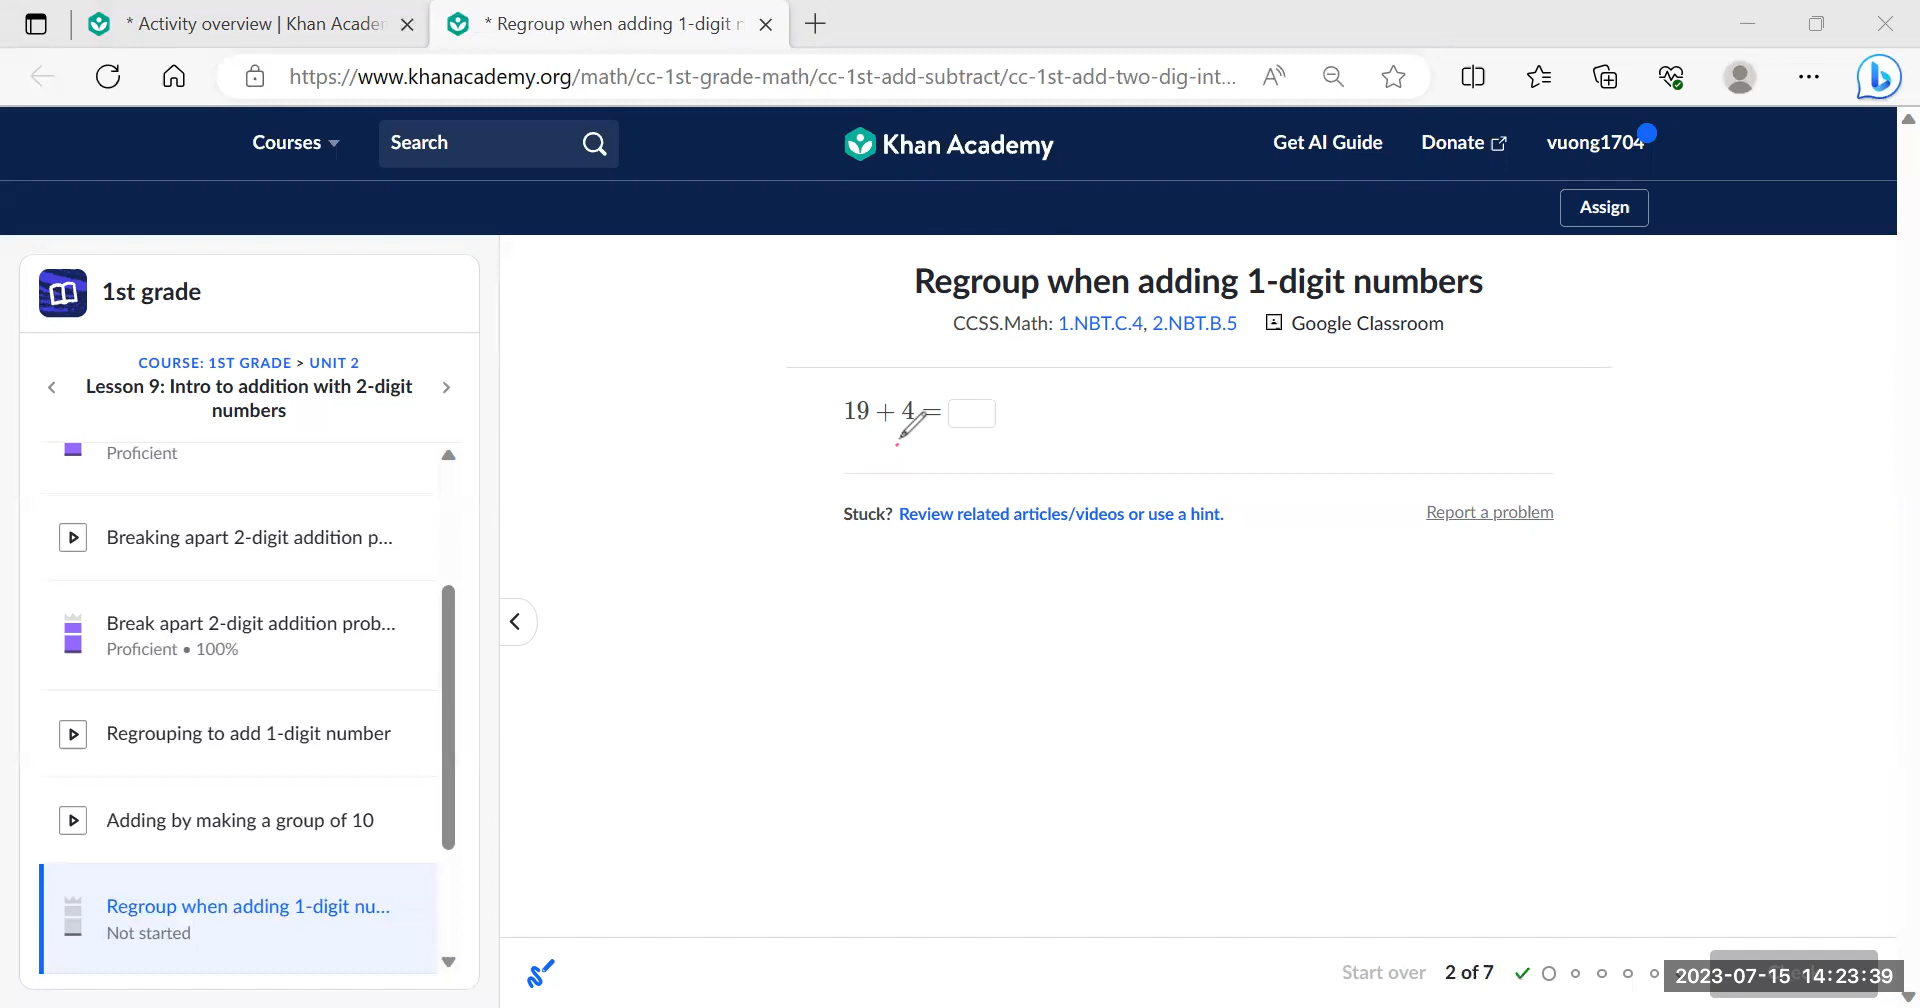 * Activity overview | Khan Acade
* Regroup when adding 1-digit
https://www.khanacademy.org/math/cc-1st-grade-math/cc-1st-add-subtract/cc-1st-add-two-dig-int...
Courses
Search
Khan Academy
Get AI Guide
Donate
vuong1704
Assign
1st grade
COURSE: 1ST GRADE > UNIT 2
Lesson 9: Intro to addition with 2-digit
numbers
Proficient
Breaking apart 2-digit addition p...
Break apart 2-digit addition prob...
Proficient • 100%
Regrouping to add 1-digit number
Adding by making a group of 10
Regroup when adding 1-digit nu...
Not started
Regroup when adding 1-digit numbers
CCSS.Math: 1.NBT.C.4, 2.NBT.B.5 Google Classroom
19 + 4 =
Stuck? Review related articles/videos or use a hint.
Report a problem
Start over 2 of 7
2023-07-15 14:23:39